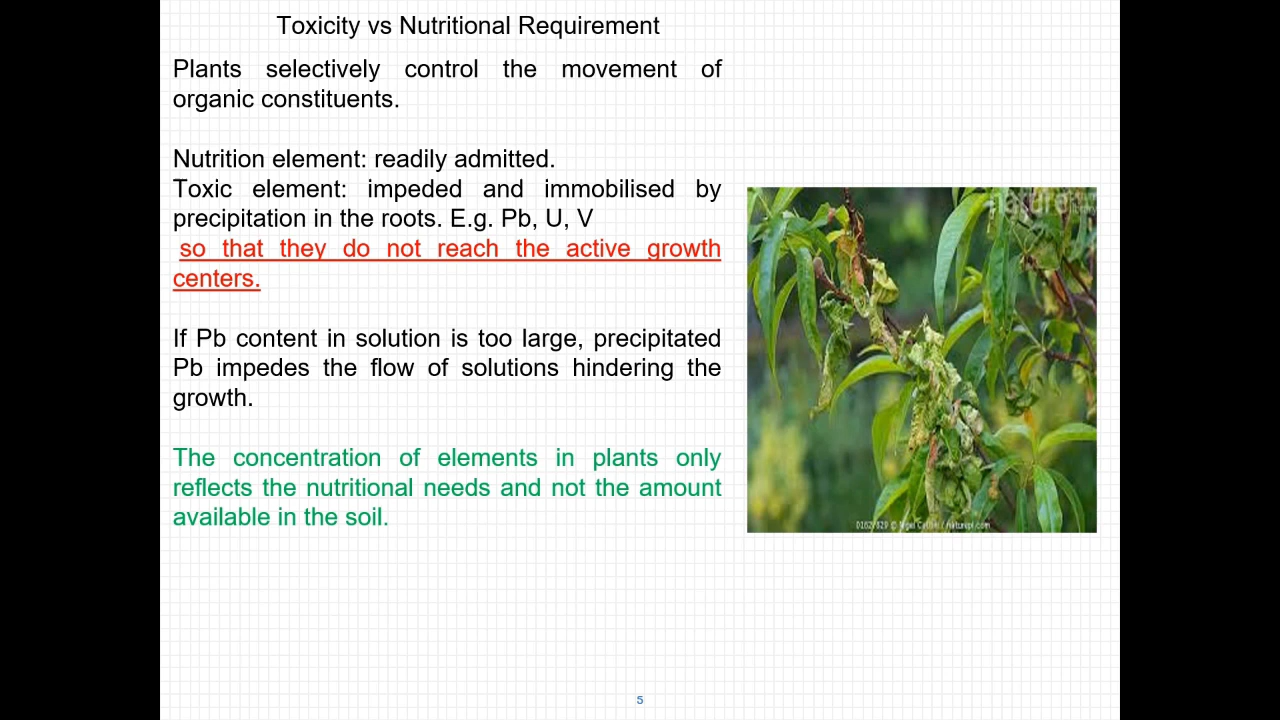 Toxicity vs Nutritional Requirement
Plants selectively control the movement of
organic constituents.
Nutrition element: readily admitted.
Toxic element: impeded and immobilised by
precipitation in the roots. E.g. Pb, U, V
so that they do not reach the active growth
centers.
If Pb content in solution is too large, precipitated
Pb impedes the flow of solutions hindering the
growth.
The concentration of elements in plants only
reflects the nutritional needs and not the amount
available in the soil.
nature
5